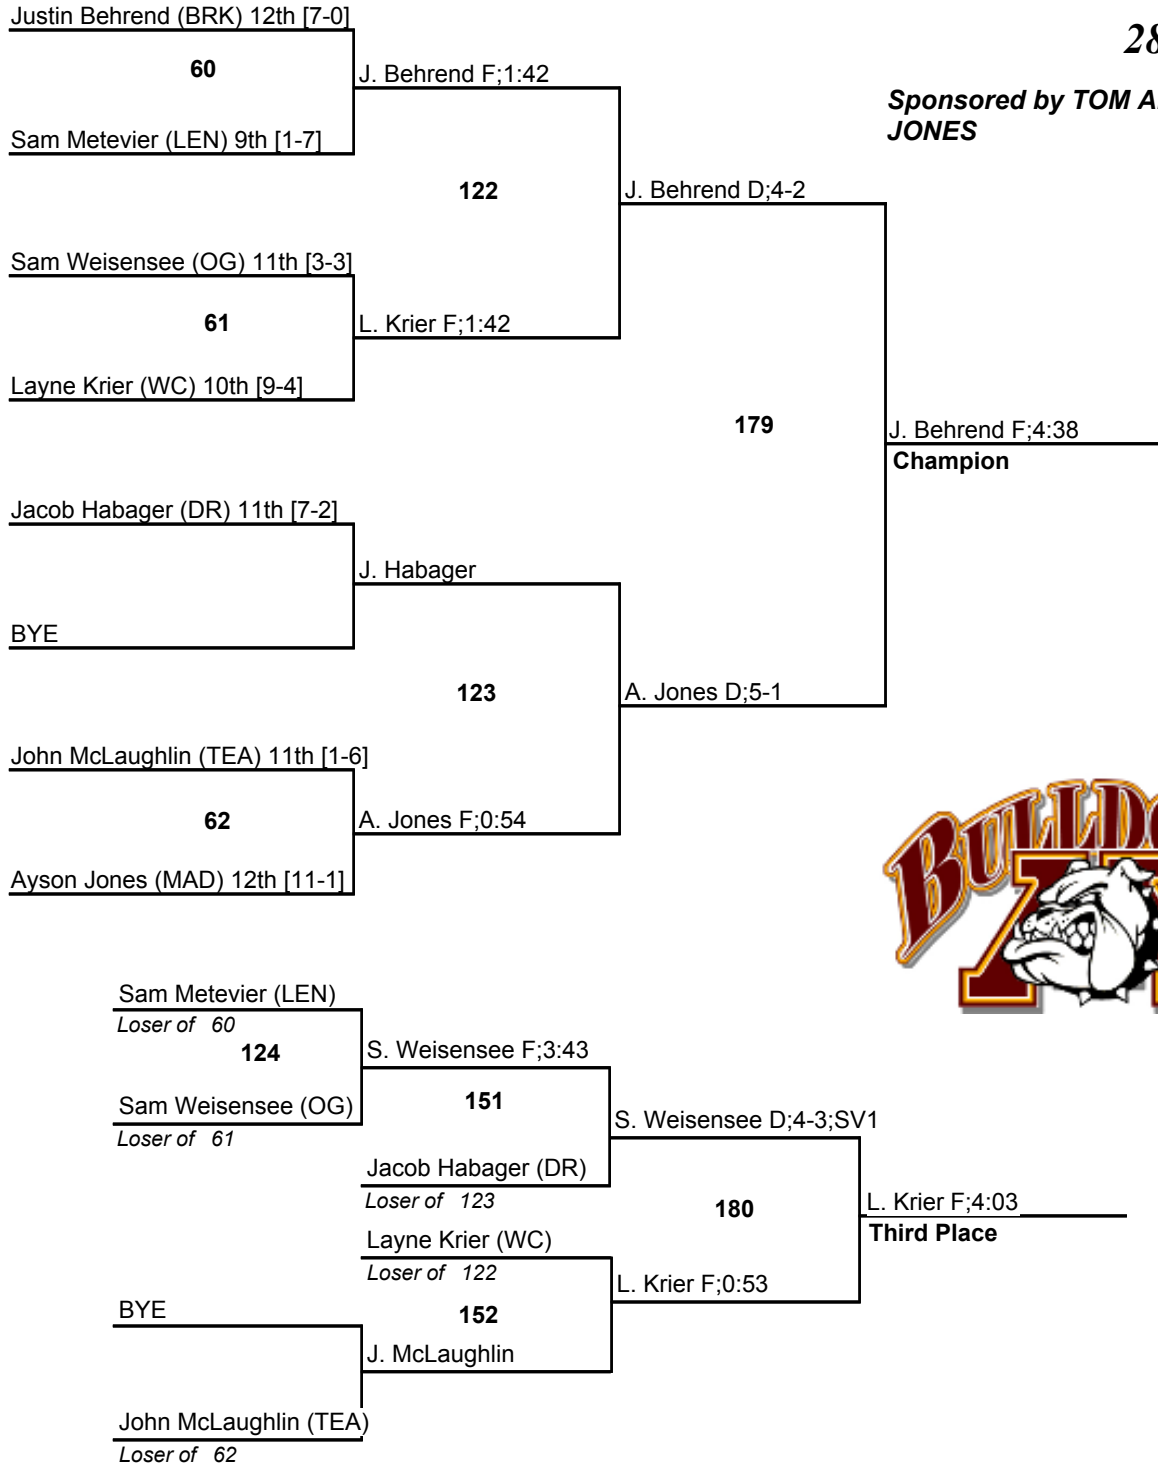 Justin Behrend (BRK) 12th [7-0]
60
J. Behrend F;1:42
Sam Metevier (LEN) 9th [1-7]
28
Sponsored by TOM A
JONES
122
J. Behrend D;4-2
Sam Weisensee (OG) 11th [3-3]
61
L. Krier F;1:42
Layne Krier (WC) 10th [9-4]
179
J. Behrend F;4:38
Champion
Jacob Habager (DR) 11th [7-2]
J. Habager
BYE
123
A. Jones D;5-1
John McLaughlin (TEA) 11th [1-6]
62
A. Jones F;0:54
Ayson Jones (MAD) 12th [11-1]
BULLDO
Sam Metevier (LEN)
Loser of 60
124
S. Weisensee F;3:43
Sam Weisensee (OG)
Loser of 61
151
S. Weisensee D;4-3;SV1
Jacob Habager (DR)
Loser of 123
180
L. Krier F;4:03
Third Place
Layne Krier (WC)
Loser of 122
L. Krier F;0:53
BYE
152
J. McLaughlin
John McLaughlin (TEA)
Loser of 62